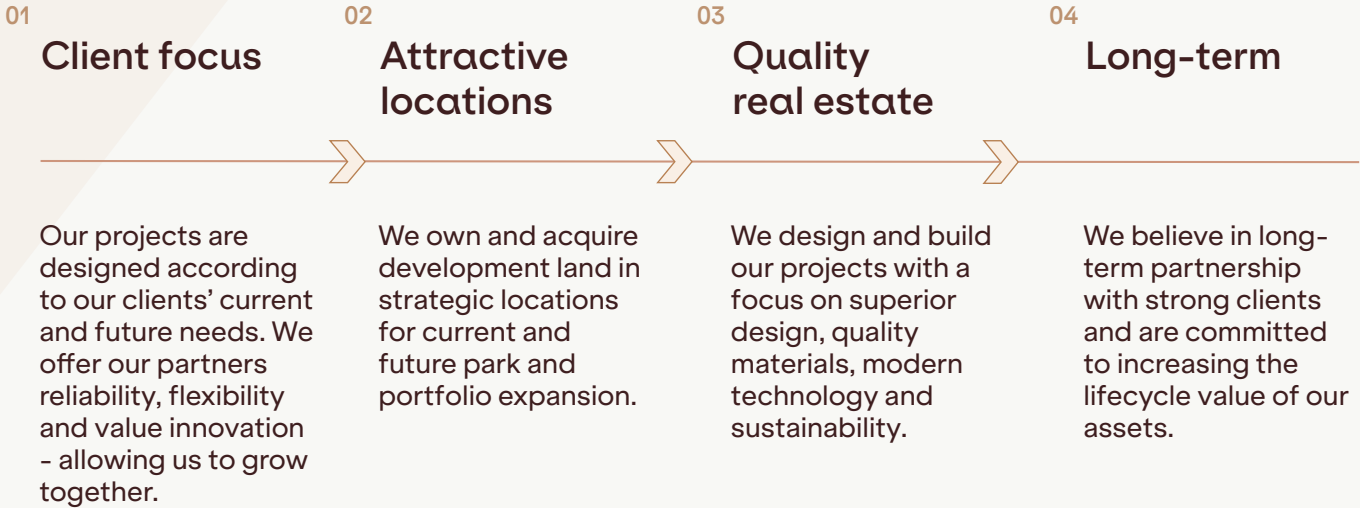 01
Client focus
Our projects are
designed according
to our clients’ current
and future needs. We
offer our partners
reliability, flexibility
and value innovation
- allowing us to grow
together.
02
Attractive
locations
We own and acquire
development land in
strategic locations
for current and
future park and
portfolio expansion.
03
Quality
real estate
We design and build
our projects with a
focus on superior
design, quality
materials, modern
technology and
sustainability.
04
Long-term
We believe in long-
term partnership
with strong clients
and are committed
to increasing the
lifecycle value of our
assets.